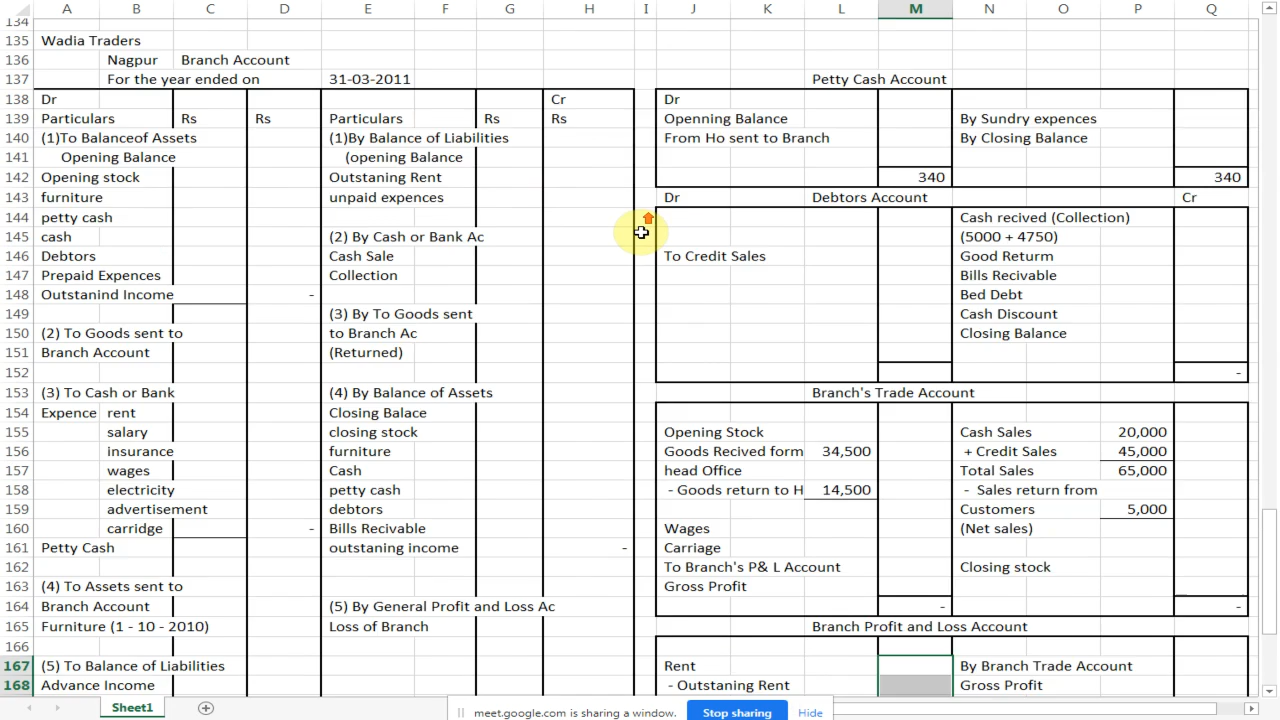 A B C D E F G H I J K L M N O P Q
134
135 Wadia Traders
136 Nagpur Branch Account
137 For the year ended on 31-03-2011 Petty Cash Account
138 Dr Cr Dr
139 Particulars Rs Rs Particulars Rs Rs Openning Balance By Sundry expences
140 (1)To Balanceof Assets (1)By Balance of Liabilities From Ho sent to Branch By Closing Balance
141 Opening Balance (opening Balance
142 Opening stock Outstaning Rent 340 340
143 furniture unpaid expences Dr Debtors Account Cr
144 petty cash Cash recived (Collection)
145 cash (2) By Cash or Bank Ac (5000 + 4750)
146 Debtors Cash Sale To Credit Sales Good Returm
147 Prepaid Expences Collection Bills Recivable
148 Outstanind Income - Bed Debt
149 (3) By To Goods sent Cash Discount
150 (2) To Goods sent to to Branch Ac Closing Balance
151 Branch Account (Returned)
152 -
153 (3) To Cash or Bank (4) By Balance of Assets Branch's Trade Account
154 Expence rent Closing Balace
155 salary closing stock Opening Stock Cash Sales 20,000
156 insurance furniture Goods Recived form 34,500 + Credit Sales 45,000
157 wages Cash head Office Total Sales 65,000
158 electricity petty cash - Goods return to H 14,500 - Sales return from
159 advertisement debtors Customers 5,000
160 carridge - Bills Recivable Wages (Net sales)
161 Petty Cash outstaning income - Carriage
162 To Branch's P& L Account Closing stock
163 (4) To Assets sent to Gross Profit
164 Branch Account (5) By General Profit and Loss Ac - -
165 Furniture (1 - 10 - 2010) Loss of Branch Branch Profit and Loss Account
166
167 (5) To Balance of Liabilities Rent By Branch Trade Account
168 Advance Income - Outstaning Rent Gross Profit
Sheet1
meet.google.com is sharing a window. Stop sharing Hide